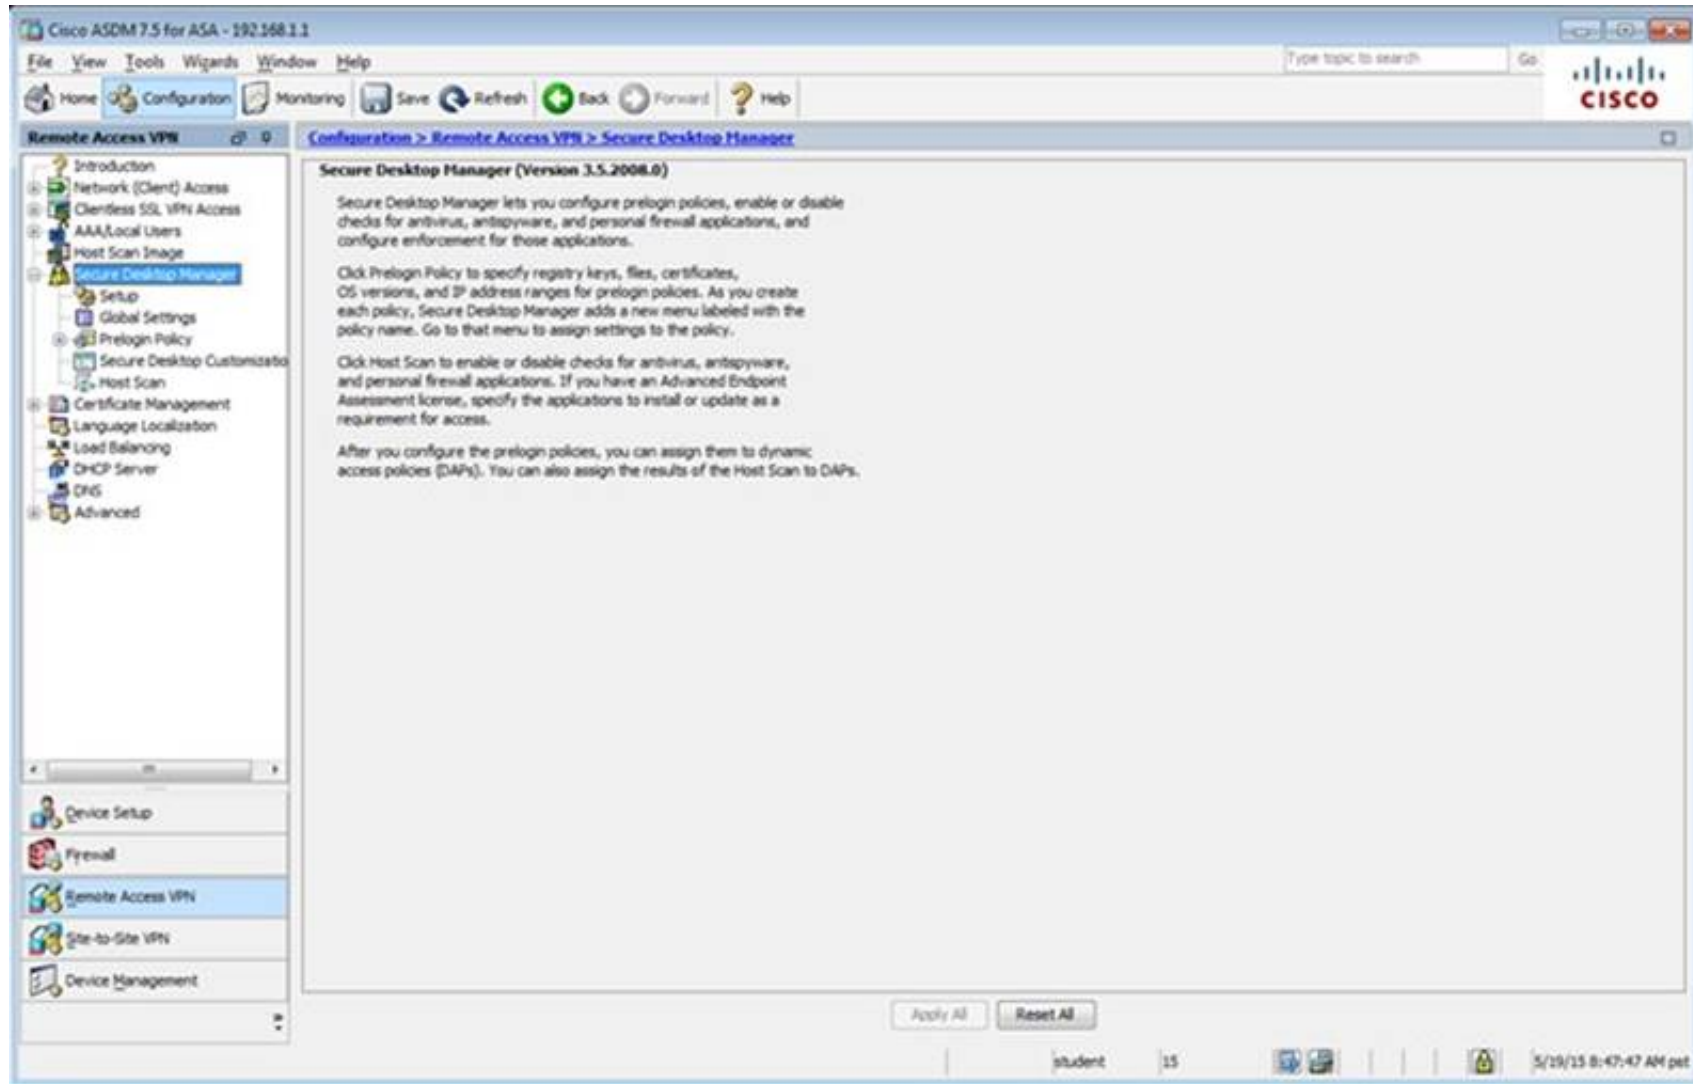 Cisco ASDM 7.5 for ASA - 192.168.1.1
File View Tools Wizards Window Help
Type topic to search Go
Home Configuration Monitoring Save Refresh Back Forward Help
CISCO
Remote Access VPN
Configuration > Remote Access VPN > Secure Desktop Manager
Introduction
Network (Client) Access
Clientless SSL VPN Access
AAA/Local Users
Host Scan Image
Secure Desktop Manager
Setup
Global Settings
Prelogin Policy
Secure Desktop Customizatio
Host Scan
Certificate Management
Language Localization
Load Balancing
DHCP Server
DNS
Advanced
Secure Desktop Manager (Version 3.5.2008.0)
Secure Desktop Manager lets you configure prelogin policies, enable or disable
checks for antivirus, antispyware, and personal firewall applications, and
configure enforcement for those applications.
Click Prelogin Policy to specify registry keys, files, certificates,
OS versions, and IP address ranges for prelogin policies. As you create
each policy, Secure Desktop Manager adds a new menu labeled with the
policy name. Go to that menu to assign settings to the policy.
Click Host Scan to enable or disable checks for antivirus, antispyware,
and personal firewall applications. If you have an Advanced Endpoint
Assessment license, specify the applications to install or update as a
requirement for access.
After you configure the prelogin policies, you can assign them to dynamic
access policies (DAPs). You can also assign the results of the Host Scan to DAPs.
Device Setup
Firewall
Remote Access VPN
Site-to-Site VPN
Device Management
Apply All Reset All
student 15 5/19/15 8:47:47 AM pst